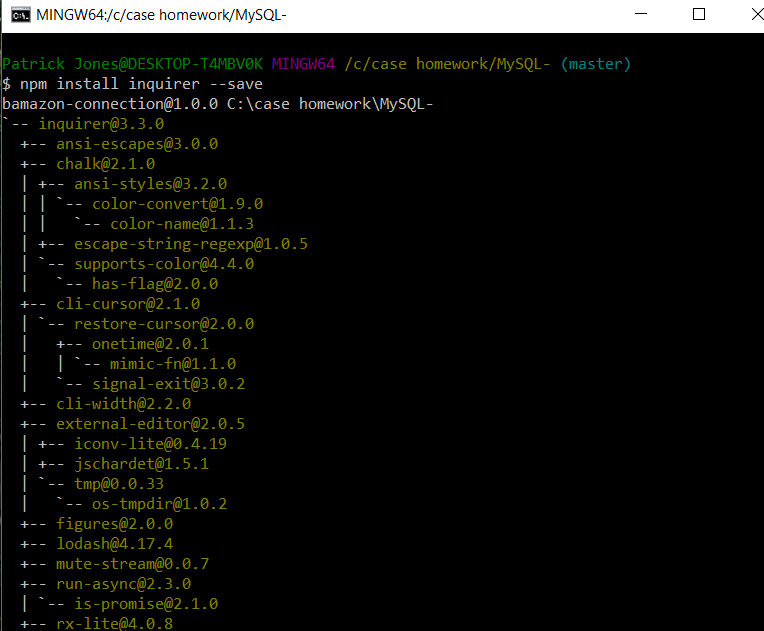 MINGW64:/c/case homework/MySQL-
Patrick Jones@DESKTOP-T4MBV0K MINGW64 /c/case homework/MySQL- (master)
$ npm install inquirer --save
bamazon-connection@1.0.0 C:\case homework\MySQL-
`-- inquirer@3.3.0
  +-- ansi-escapes@3.0.0
  +-- chalk@2.1.0
  | +-- ansi-styles@3.2.0
  | | `-- color-convert@1.9.0
  | |   `-- color-name@1.1.3
  | +-- escape-string-regexp@1.0.5
  | `-- supports-color@4.4.0
  |   `-- has-flag@2.0.0
  +-- cli-cursor@2.1.0
  | `-- restore-cursor@2.0.0
  |   +-- onetime@2.0.1
  |   | `-- mimic-fn@1.1.0
  |   `-- signal-exit@3.0.2
  +-- cli-width@2.2.0
  +-- external-editor@2.0.5
  | +-- iconv-lite@0.4.19
  | +-- jschardet@1.5.1
  | `-- tmp@0.0.33
  |   `-- os-tmpdir@1.0.2
  +-- figures@2.0.0
  +-- lodash@4.17.4
  +-- mute-stream@0.0.7
  +-- run-async@2.3.0
  | `-- is-promise@2.1.0
  +-- rx-lite@4.0.8